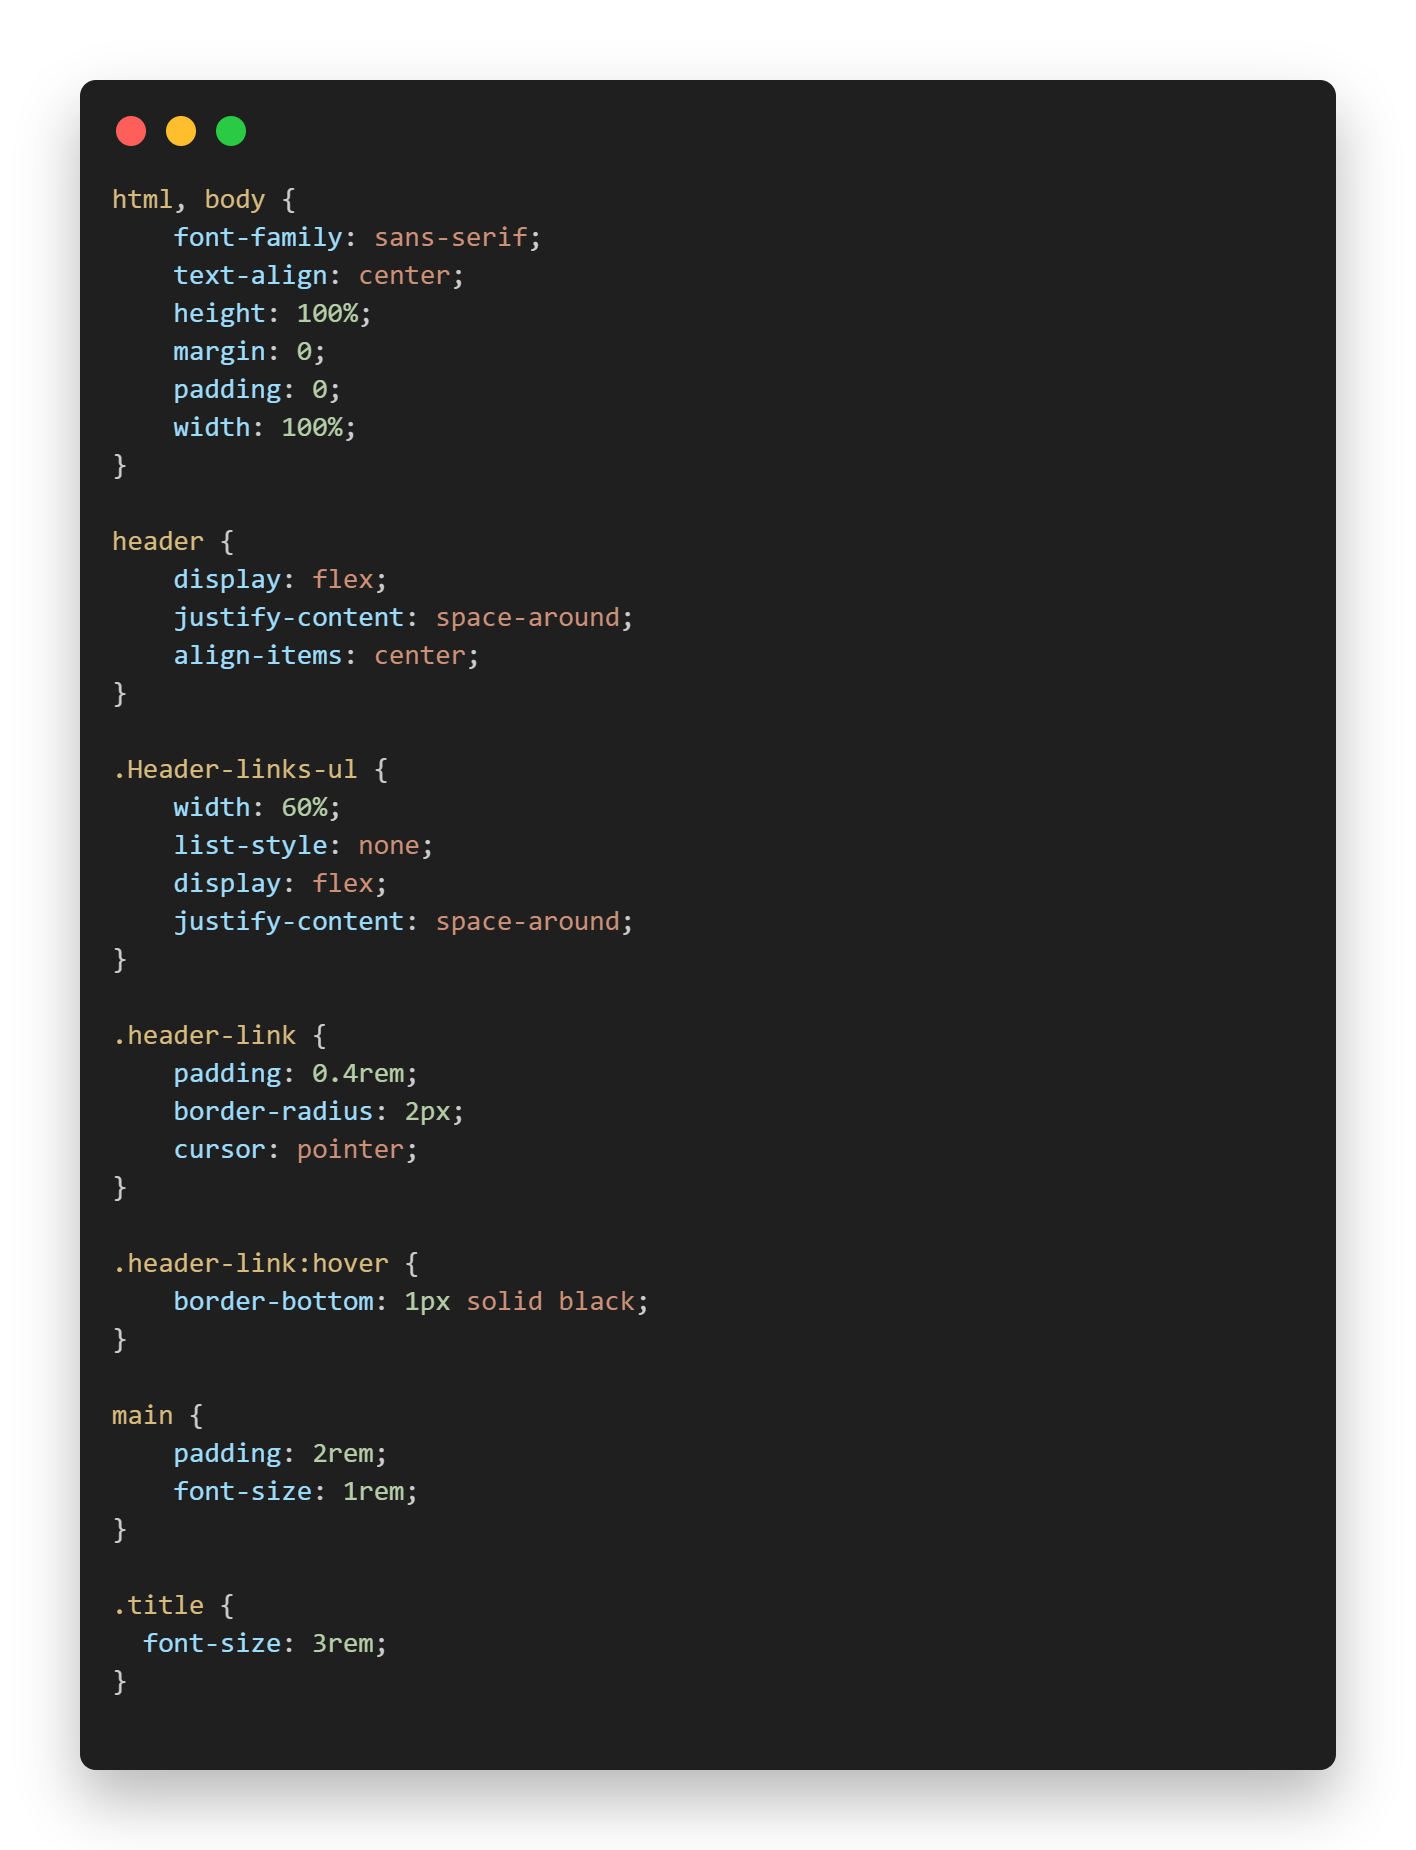 html, body {
    font-family: sans-serif;
    text-align: center;
    height: 100%;
    margin: 0;
    padding: 0;
    width: 100%;
}

header {
    display: flex;
    justify-content: space-around;
    align-items: center;
}

.Header-links-ul {
    width: 60%;
    list-style: none;
    display: flex;
    justify-content: space-around;
}

.header-link {
    padding: 0.4rem;
    border-radius: 2px;
    cursor: pointer;
}

.header-link:hover {
    border-bottom: 1px solid black;
}

main {
    padding: 2rem;
    font-size: 1rem;
}

.title {
  font-size: 3rem;
}